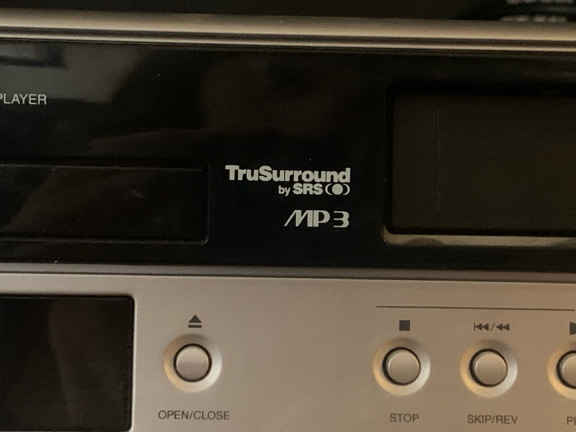 PLAYER
TruSurround
by SRS
MP3
OPEN/CLOSE
STOP
SKIP/REV